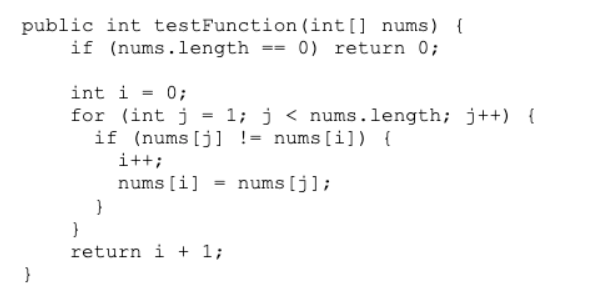 public int testFunction(int[] nums) {
    if (nums.length == 0) return 0;

    int i = 0;
    for (int j = 1; j < nums.length; j++) {
      if (nums[j] != nums[i]) {
        i++;
        nums[i] = nums[j];
      }
    }
    return i + 1;
}